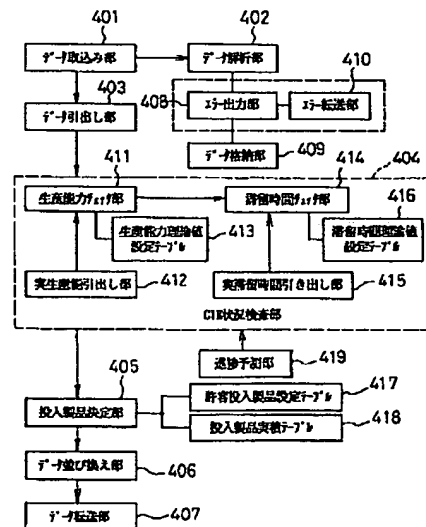 401
402
データ取込み部
データ解析部
403
410
データ引出し部
408
エラー出力部
エラー転送部
データ格納部
409
411
414
404
生産能力チェック部
滞留時間チェック部
416
生産能力理論値
設定テーブル
413
滞留時間理論値
設定テーブル
実生産能引出し部
412
実滞留時間引き出し部
415
状況検索部
進捗予測部
419
405
投入製品決定部
許容投入製品設定テーブル
417
投入製品実績テーブル
418
データ並び換え部
406
データ転送部
407